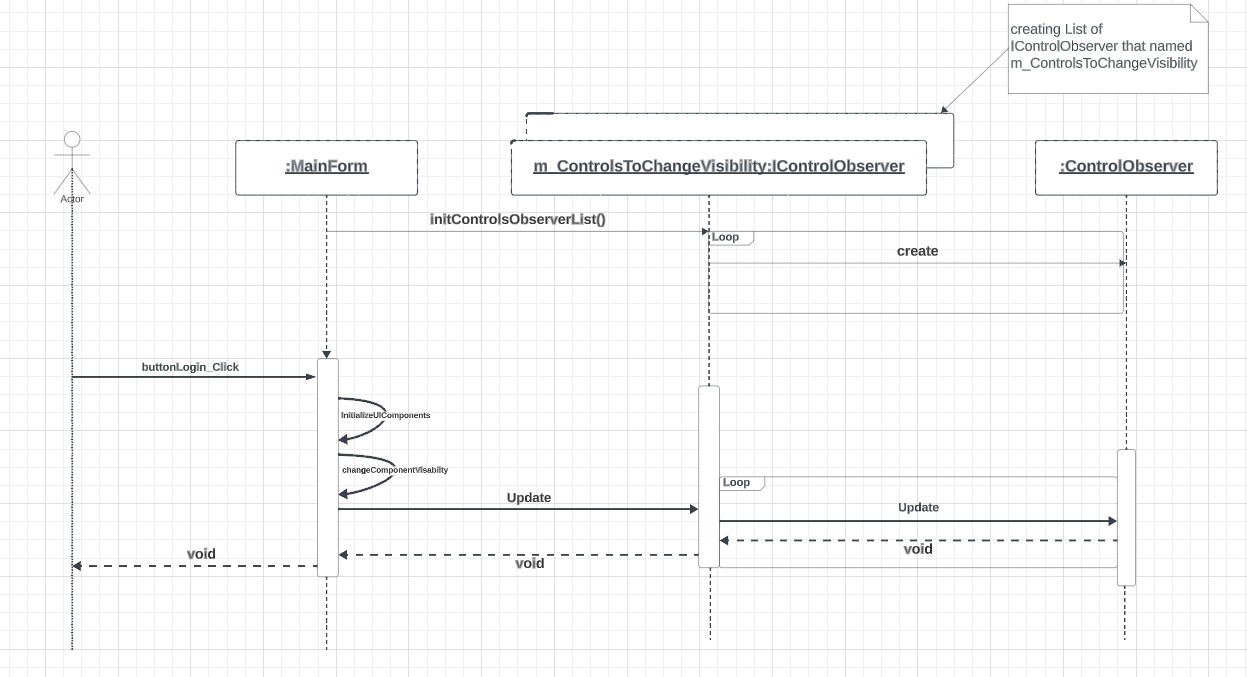 creating List of
IControlObserver that named
m_ControlsToChangeVisibility
:MainForm
m_ControlsToChangeVisibility:IControlObserver
:ControlObserver
Actor
initControlsObserverList()
Loop
create
buttonLogin_Click
InitializeUIComponents
changeComponentVisabilty
Loop
Update
Update
void
void
void